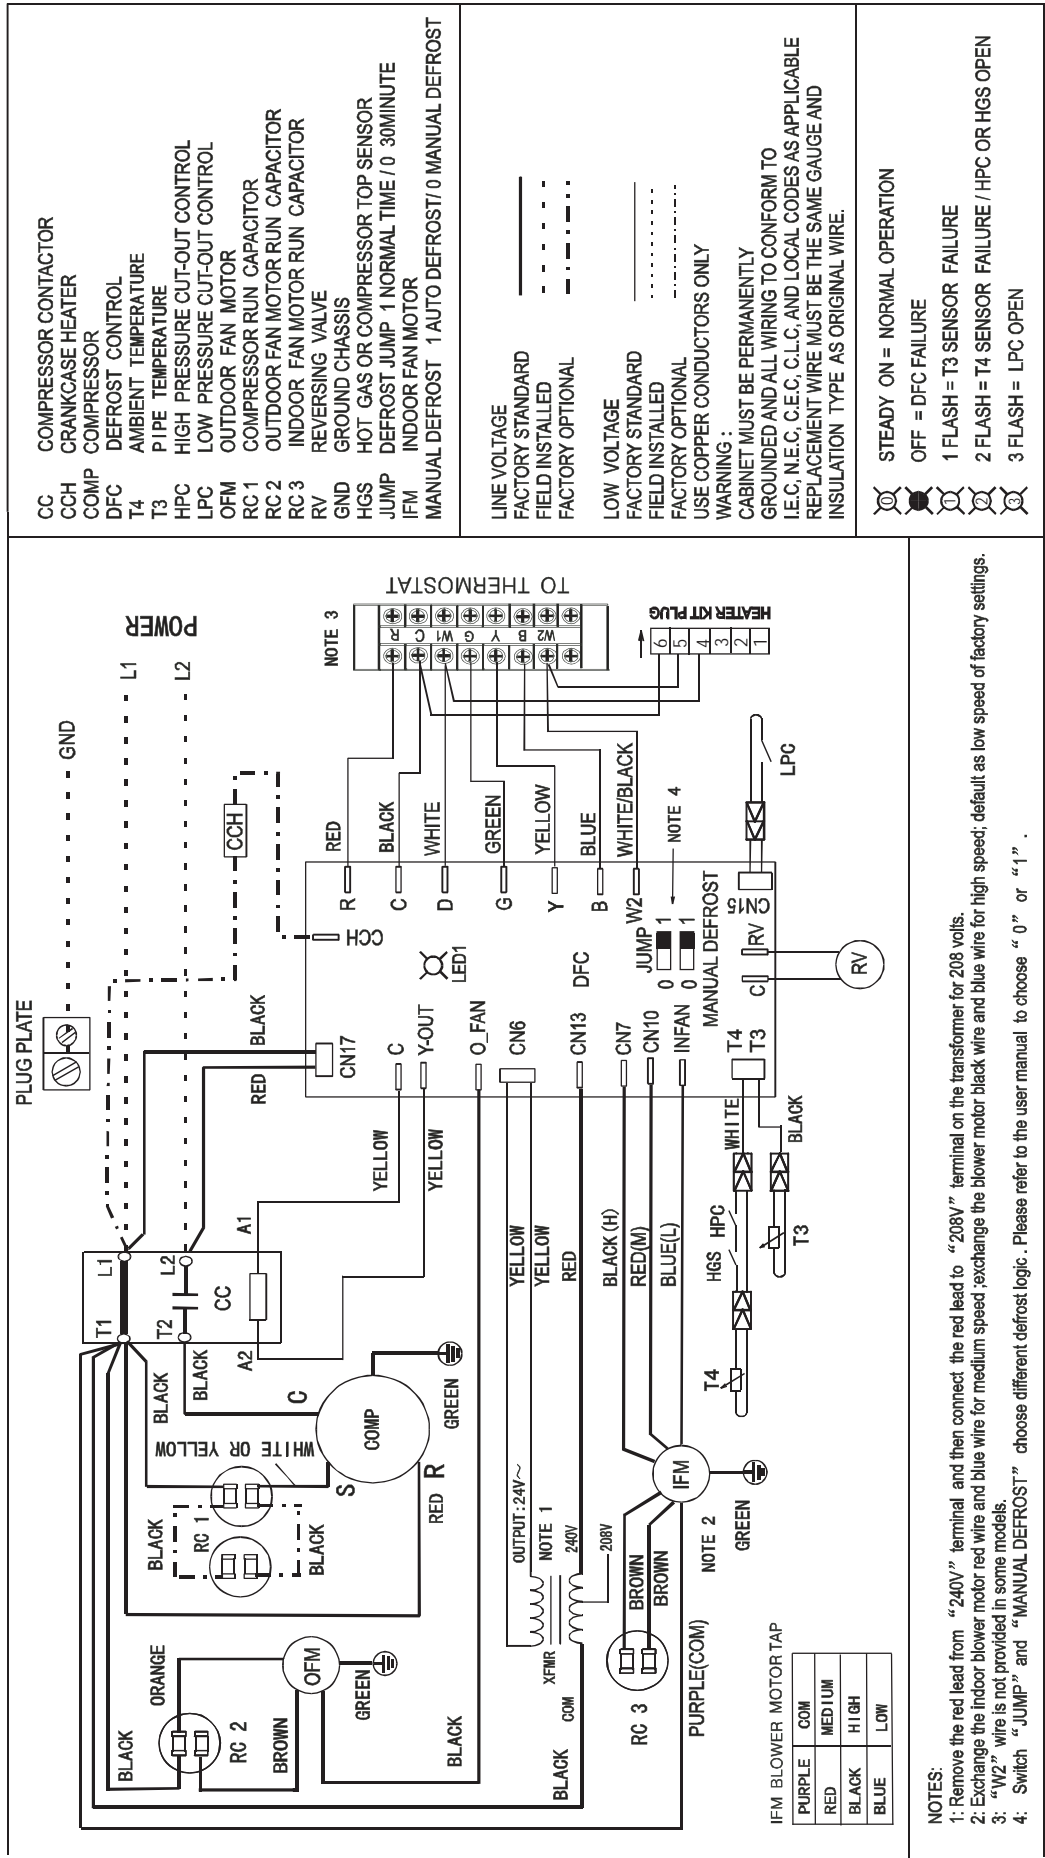 PLUG PLATE
GND
POWER
L1
L2
CCH
BLACK
RED
CN17
CCH
L1
L2
T1
T2
CC
A1
A2
YELLOW
YELLOW
C
Y-OUT
O_FAN
CN6
CN13
CN7
CN10
INFAN
LED1
DFC
JUMP
0
1
0
1
MANUAL DEFROST
R
C
D
G
Y
B
W2
RED
BLACK
WHITE
GREEN
YELLOW
BLUE
WHITE/BLACK
NOTE 4
NOTE 3
R
C
W1
G
Y
B
W2
TO THERMOSTAT
HEATER KIT PLUG
6
5
4
3
2
1
LPC
CN15
RV
C
RV
T4
T3
WHITE
BLACK
HGS
HPC
T3
T4
BLACK
BLACK
C
COMP
S
R
RED
GREEN
WHITE OR YELLOW
RC 1
BLACK
BLACK
ORANGE
BLACK
RC 2
BROWN
OFM
GREEN
BLACK
YELLOW
YELLOW
RED
OUTPUT:24V~
NOTE 1
240V
208V
XFMR
COM
BLACK
BLACK(H)
RED(M)
BLUE(L)
IFM
NOTE 2
GREEN
BROWN
BROWN
RC 3
PURPLE(COM)
IFM BLOWER MOTOR TAP
PURPLE COM
RED MEDIUM
BLACK HIGH
BLUE LOW
CC COMPRESSOR CONTACTOR
CCH CRANKCASE HEATER
COMP COMPRESSOR
DFC DEFROST CONTROL
T4 AMBIENT TEMPERATURE
T3 PIPE TEMPERATURE
HPC HIGH PRESSURE CUT-OUT CONTROL
LPC LOW PRESSURE CUT-OUT CONTROL
OFM OUTDOOR FAN MOTOR
RC 1 COMPRESSOR RUN CAPACITOR
RC 2 OUTDOOR FAN MOTOR RUN CAPACITOR
RC 3 INDOOR FAN MOTOR RUN CAPACITOR
RV REVERSING VALVE
GND GROUND CHASSIS
HGS HOT GAS OR COMPRESSOR TOP SENSOR
JUMP DEFROST JUMP 1 NORMAL TIME / 0 30MINUTE
IFM INDOOR FAN MOTOR
MANUAL DEFROST 1 AUTO DEFROST/ 0 MANUAL DEFROST
LINE VOLTAGE
FACTORY STANDARD
FIELD INSTALLED
FACTORY OPTIONAL
LOW VOLTAGE
FACTORY STANDARD
FIELD INSTALLED
FACTORY OPTIONAL
USE COPPER CONDUCTORS ONLY
WARNING :
CABINET MUST BE PERMANENTLY
GROUNDED AND ALL WIRING TO CONFORM TO
I.E.C, N.E.C, C.E.C, C.L.C, AND LOCAL CODES AS APPLICABLE
REPLACEMENT WIRE MUST BE THE SAME GAUGE AND
INSULATION TYPE AS ORIGINAL WIRE.
0 STEADY ON = NORMAL OPERATION
OFF = DFC FAILURE
1 1 FLASH = T3 SENSOR FAILURE
2 2 FLASH = T4 SENSOR FAILURE / HPC OR HGS OPEN
3 3 FLASH = LPC OPEN
NOTES:
1: Remove the red lead from “240V” terminal and then connect the red lead to “208V” terminal on the transformer for 208 volts.
2: Exchange the indoor blower motor red wire and blue wire for medium speed ;exchange the blower motor black wire and blue wire for high speed; default as low speed of factory settings.
3: “W2” wire is not provided in some models.
4: Switch “JUMP” and “MANUAL DEFROST” choose different defrost logic . Please refer to the user manual to choose “ 0” or “1” .